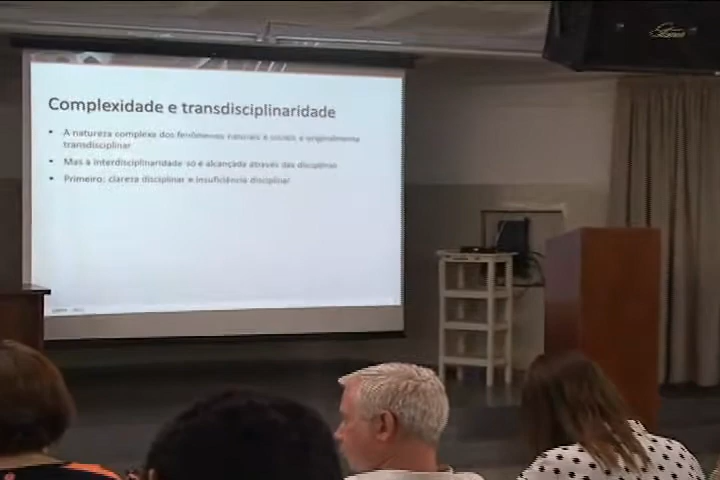 Complexidade e transdisciplinaridade
• A natureza complexa dos fenômenos naturais e sociais é originalmente
transdisciplinar
• Mas a interdisciplinaridade só é alcançada através das disciplinas
• Primeiro: clareza disciplinar e insuficiência disciplinar